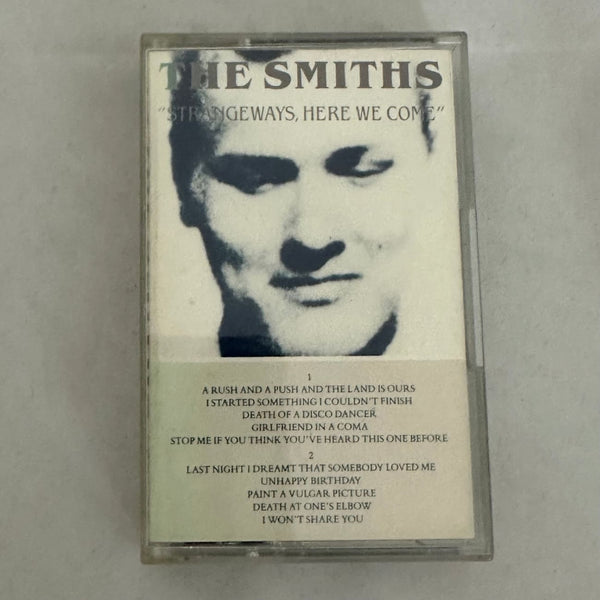 THE SMITHS
"STRANGEWAYS, HERE WE COME"
1
A RUSH AND A PUSH AND THE LAND IS OURS
I STARTED SOMETHING I COULDN'T FINISH
DEATH OF A DISCO DANCER
GIRLFRIEND IN A COMA
STOP ME IF YOU THINK YOU'VE HEARD THIS ONE BEFORE
2
LAST NIGHT I DREAMT THAT SOMEBODY LOVED ME
UNHAPPY BIRTHDAY
PAINT A VULGAR PICTURE
DEATH AT ONE'S ELBOW
I WON'T SHARE YOU